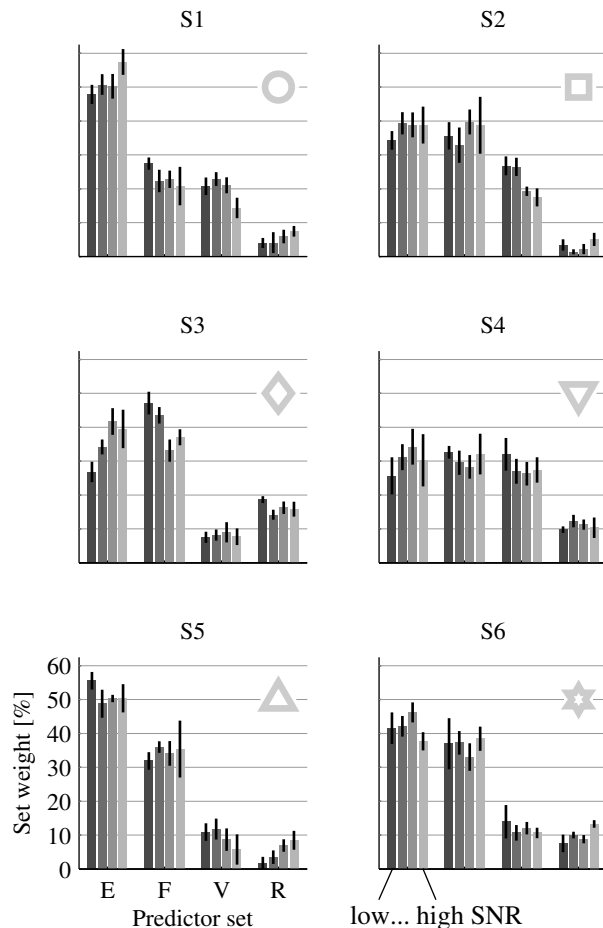 S1
S2
S3
S4
S5
S6
Set weight [%]
60
50
40
30
20
10
0
E F V R
Predictor set
low... high SNR